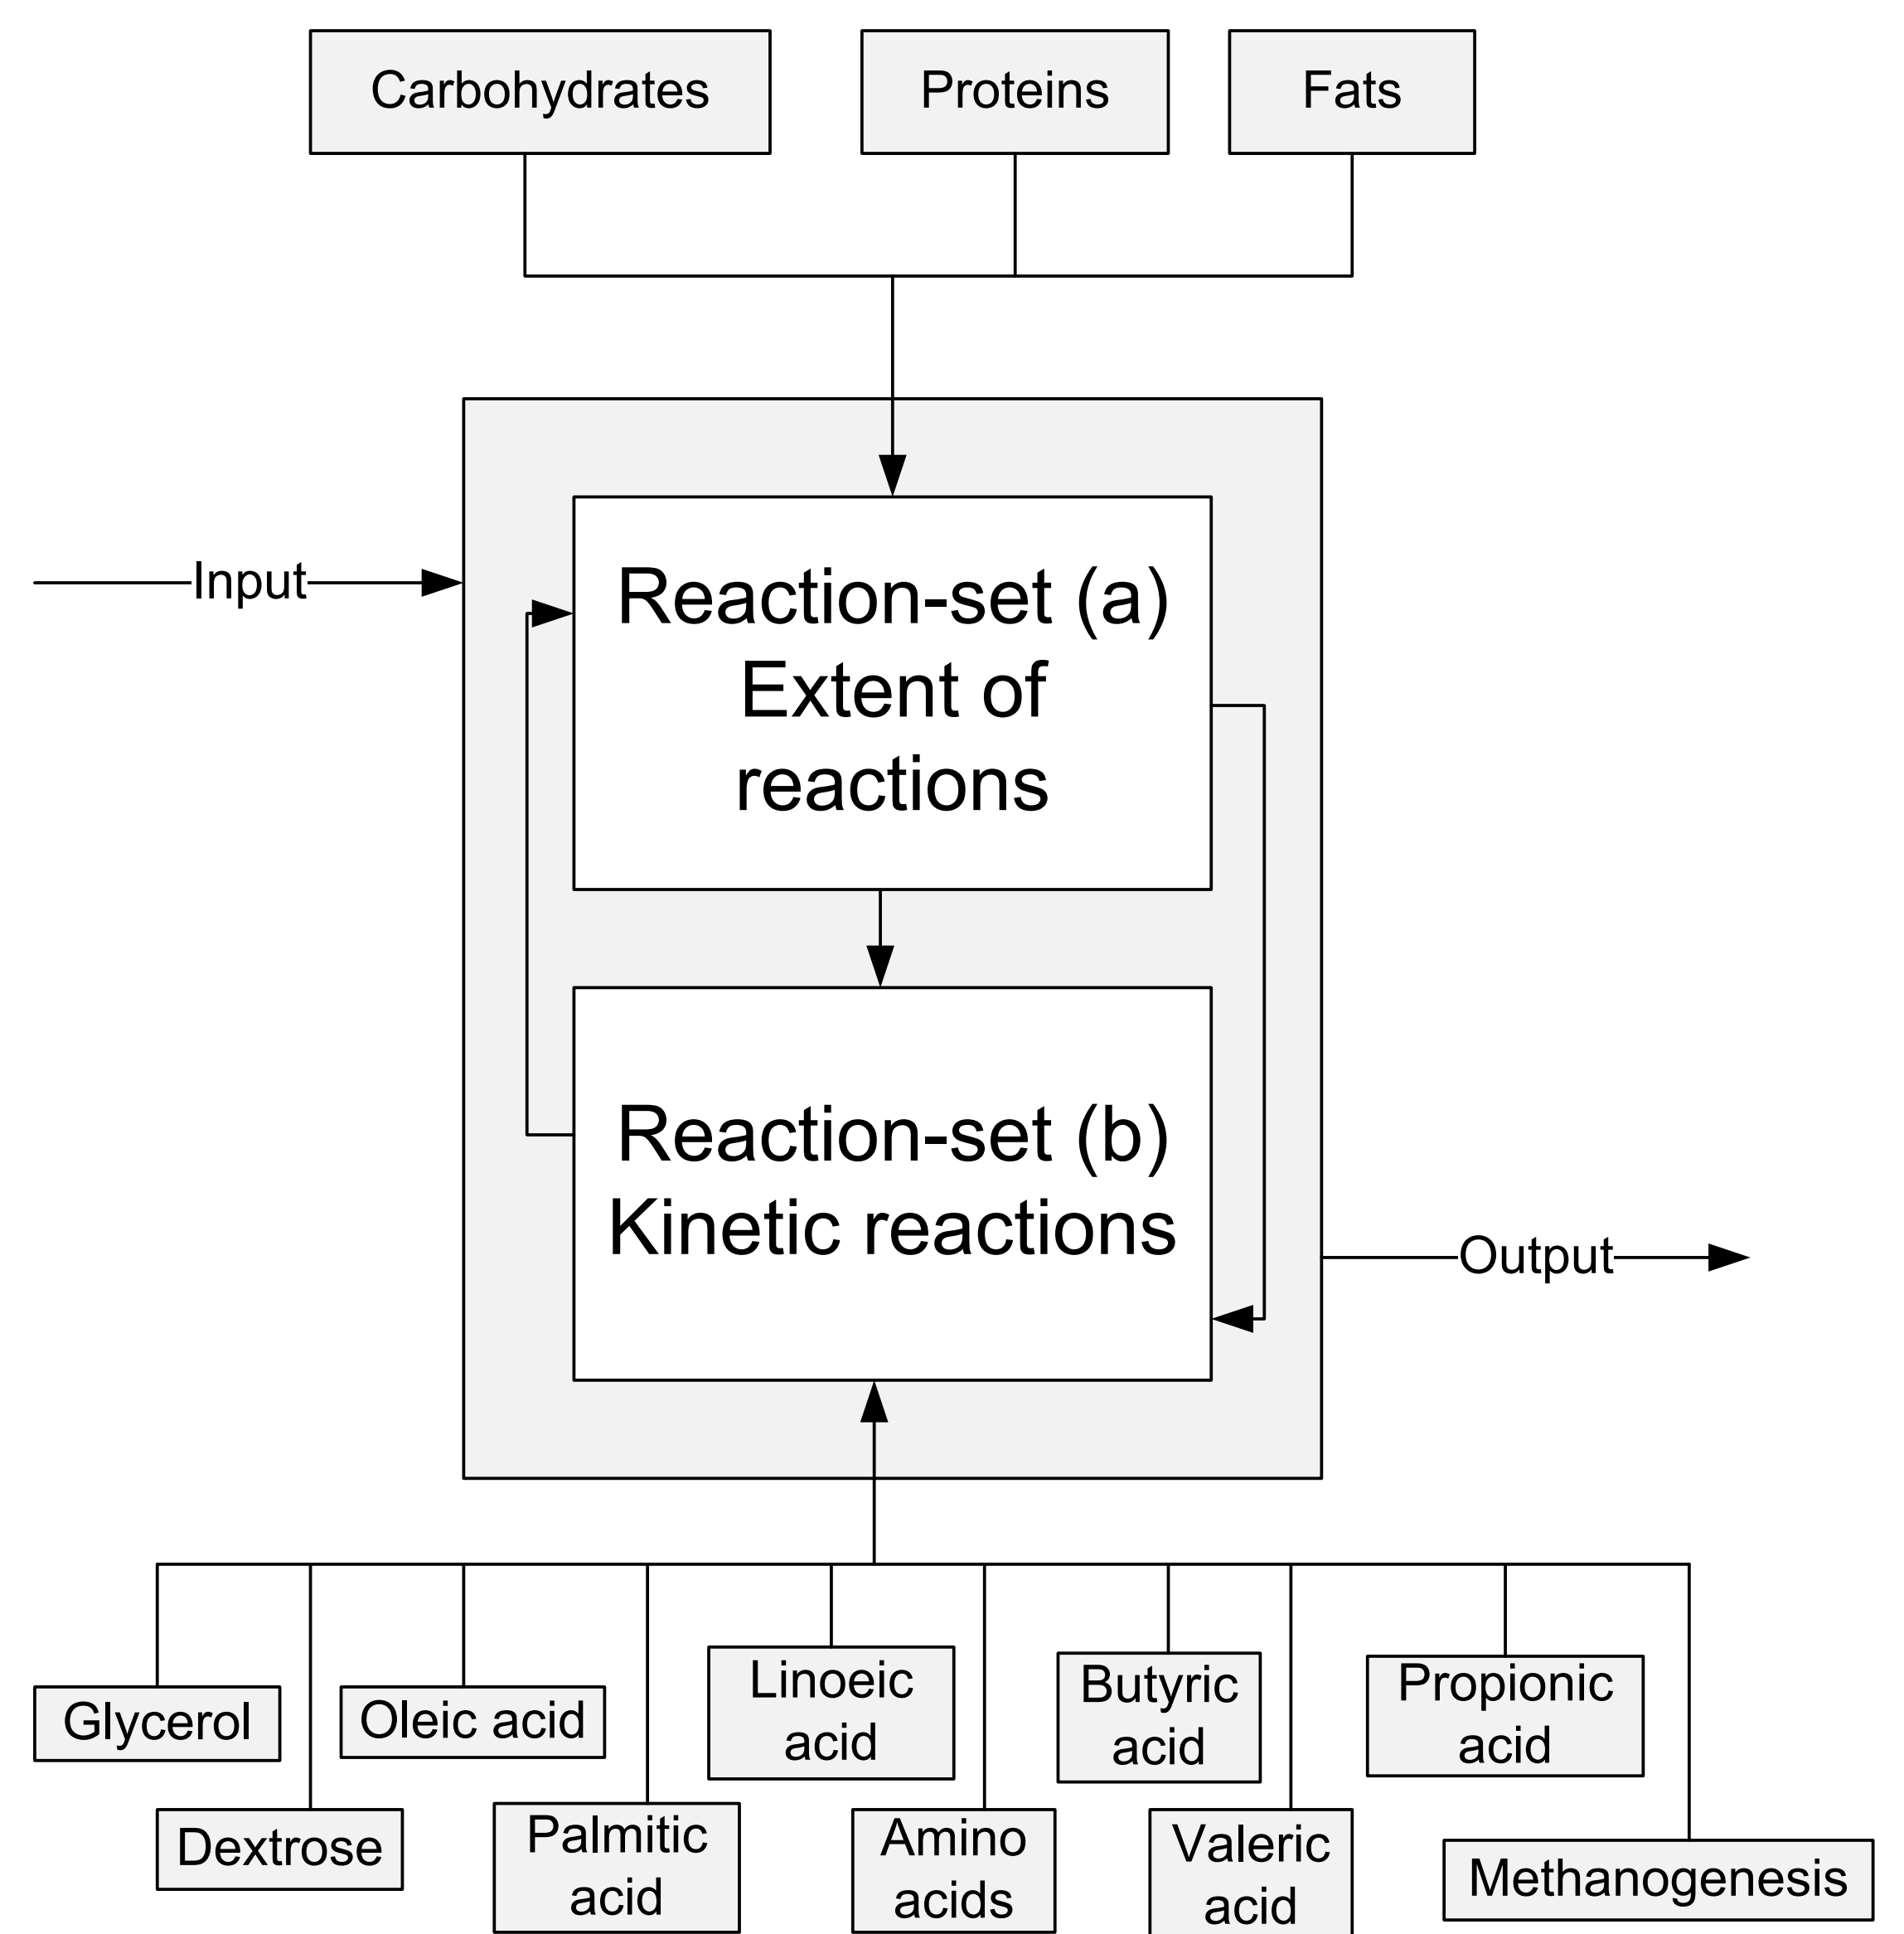 Carbohydrates
Proteins
Fats
Input
Reaction-set (a)
Extent of
reactions
Reaction-set (b)
Kinetic reactions
Output
Glycerol
Dextrose
Oleic acid
Palmitic
acid
Linoeic
acid
Amino
acids
Butyric
acid
Valeric
acid
Propionic
acid
Methanogenesis